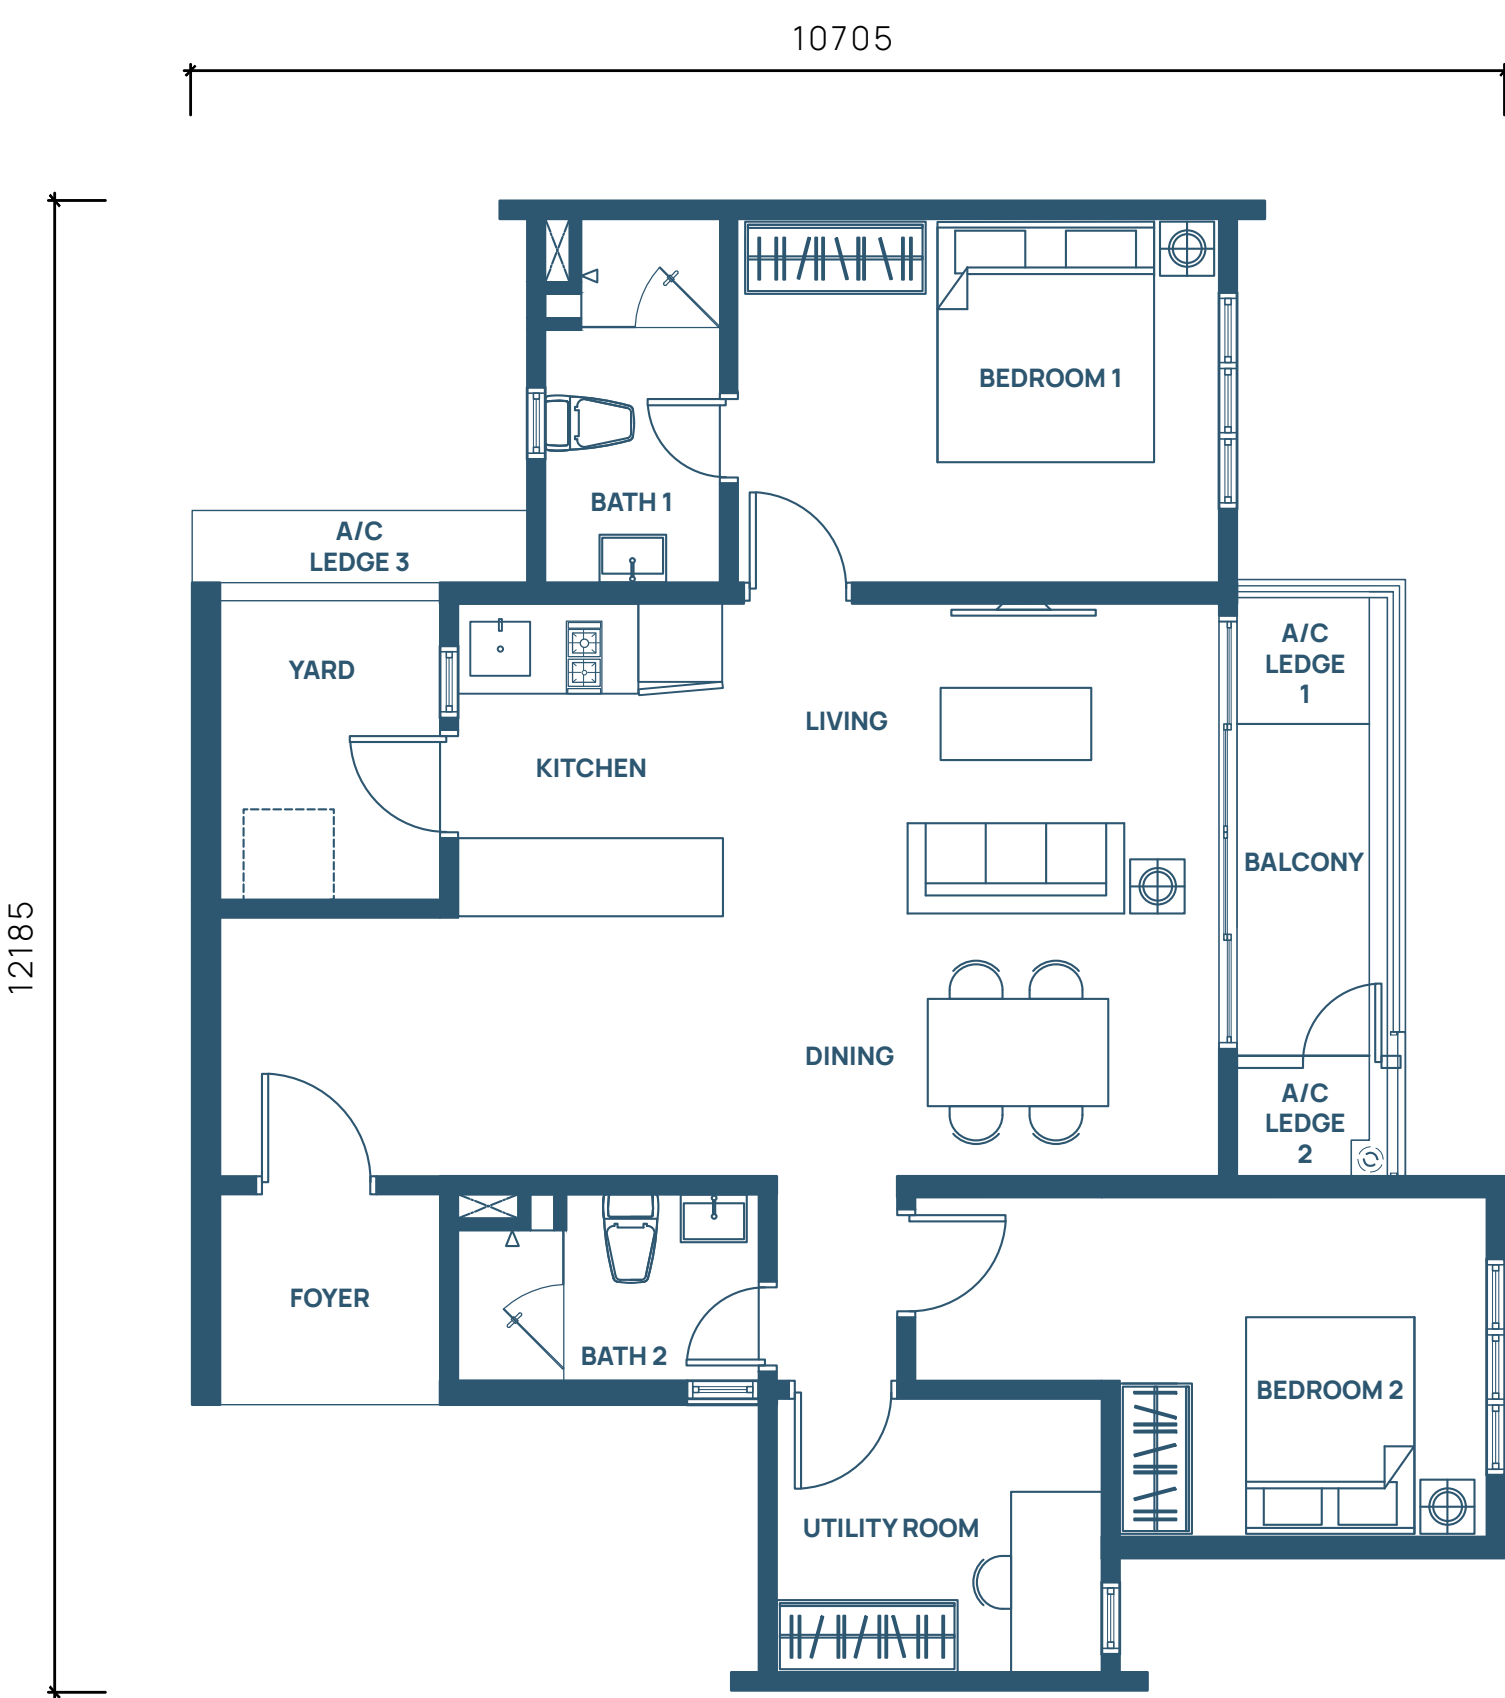 10705
BEDROOM 1
BATH 1
A/C
LEDGE 3
A/C
LEDGE
1
YARD
LIVING
KITCHEN
BALCONY
12185
DINING
A/C
LEDGE
2
FOYER
BATH 2
BEDROOM 2
UTILITY ROOM